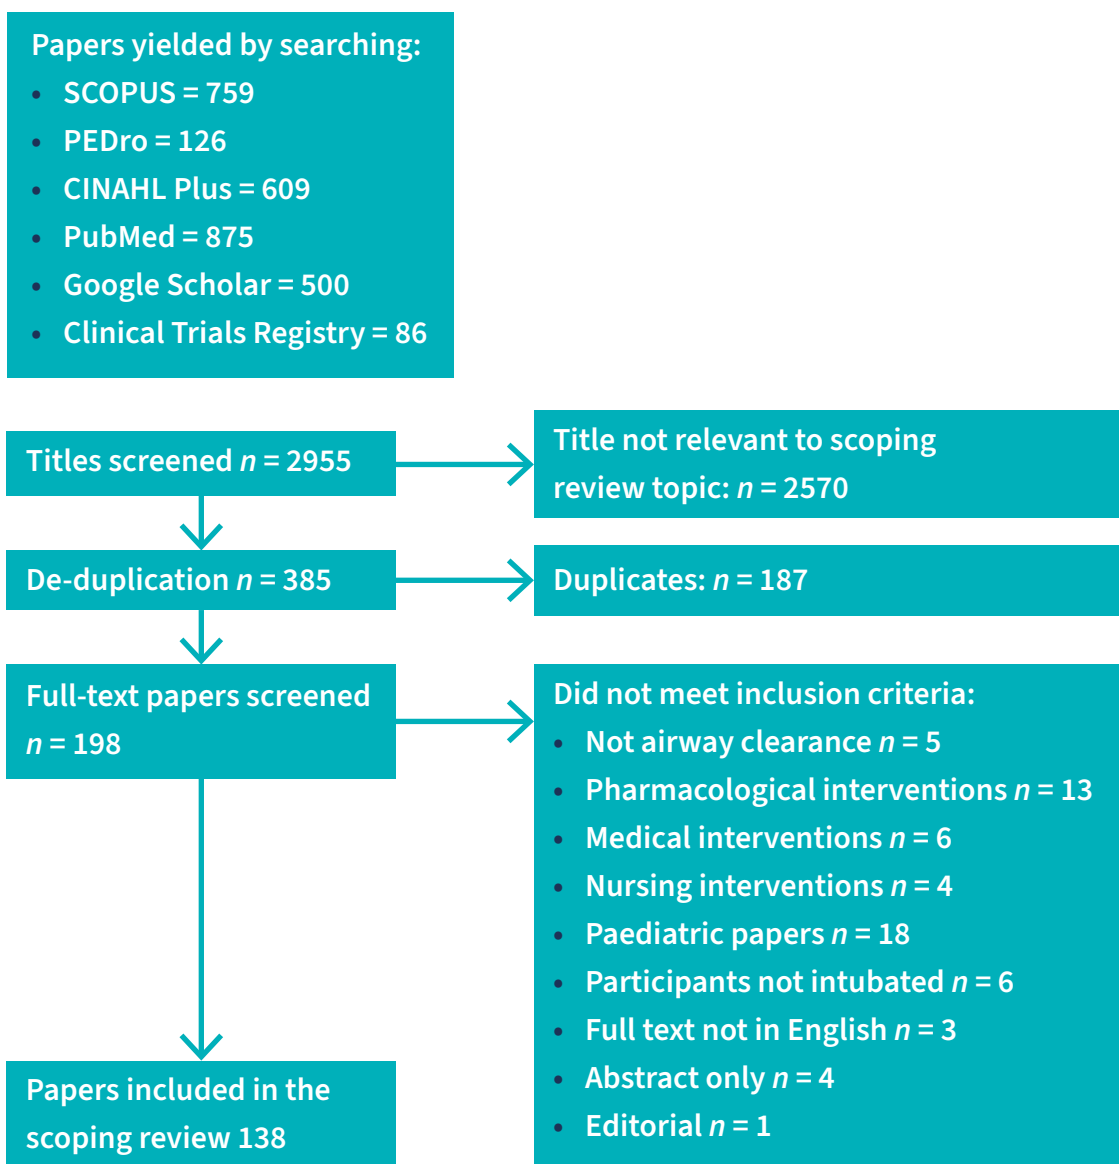 Papers yielded by searching:
• SCOPUS = 759
• PEDro = 126
• CINAHL Plus = 609
• PubMed = 875
• Google Scholar = 500
• Clinical Trials Registry = 86
Titles screened n = 2955
Title not relevant to scoping
review topic: n = 2570
De-duplication n = 385
Duplicates: n = 187
Full-text papers screened
n = 198
Did not meet inclusion criteria:
• Not airway clearance n = 5
• Pharmacological interventions n = 13
• Medical interventions n = 6
• Nursing interventions n = 4
• Paediatric papers n = 18
• Participants not intubated n = 6
• Full text not in English n = 3
• Abstract only n = 4
• Editorial n = 1
Papers included in the
scoping review 138